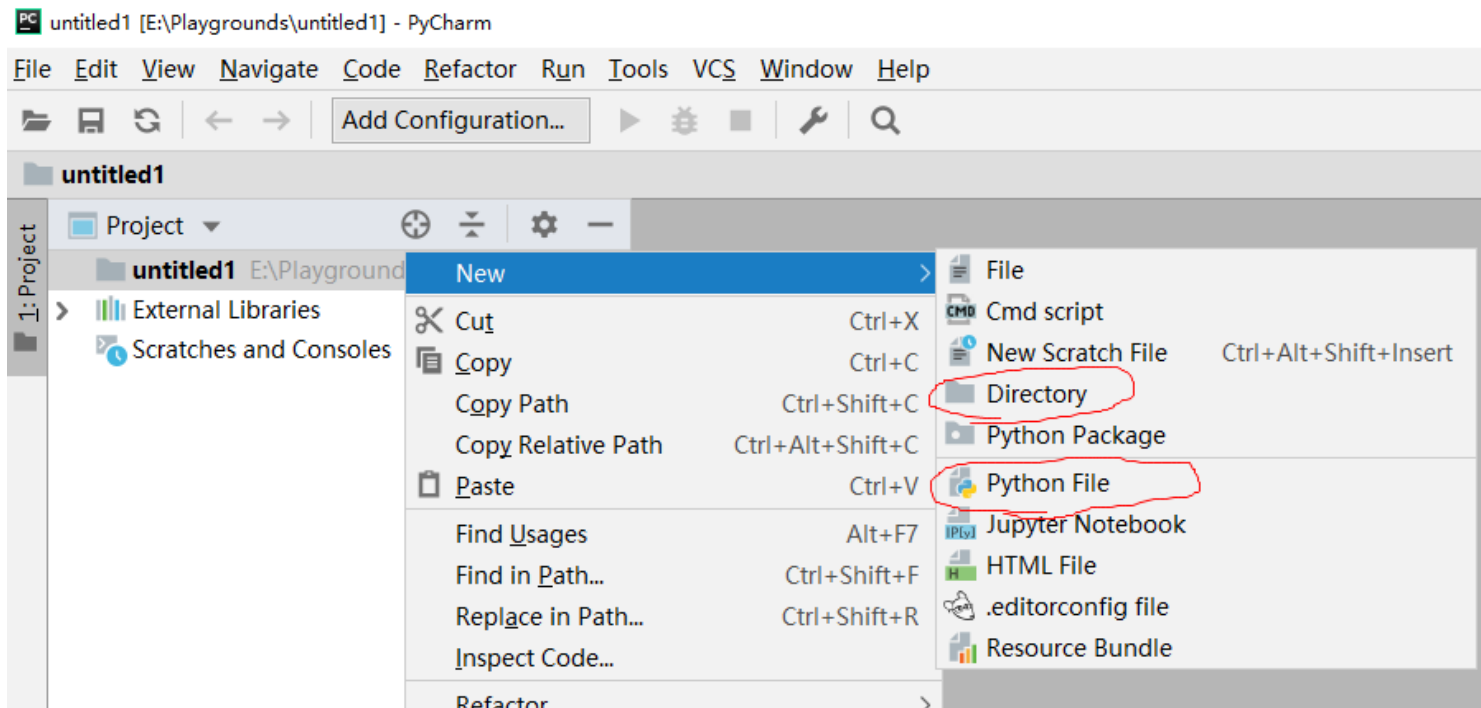 PC untitled1 [E:\Playgrounds\untitled1] - PyCharm
File Edit View Navigate Code Refactor Run Tools VCS Window Help
Add Configuration...
untitled1
1: Project
Project
untitled1 E:\Playground
External Libraries
Scratches and Consoles
New
Cut Ctrl+X
Copy Ctrl+C
Copy Path Ctrl+Shift+C
Copy Relative Path Ctrl+Alt+Shift+C
Paste Ctrl+V
Find Usages Alt+F7
Find in Path... Ctrl+Shift+F
Replace in Path... Ctrl+Shift+R
Inspect Code...
Refactor
File
CMD Cmd script
New Scratch File Ctrl+Alt+Shift+Insert
Directory
Python Package
Python File
IP[y] Jupyter Notebook
H HTML File
.editorconfig file
Resource Bundle